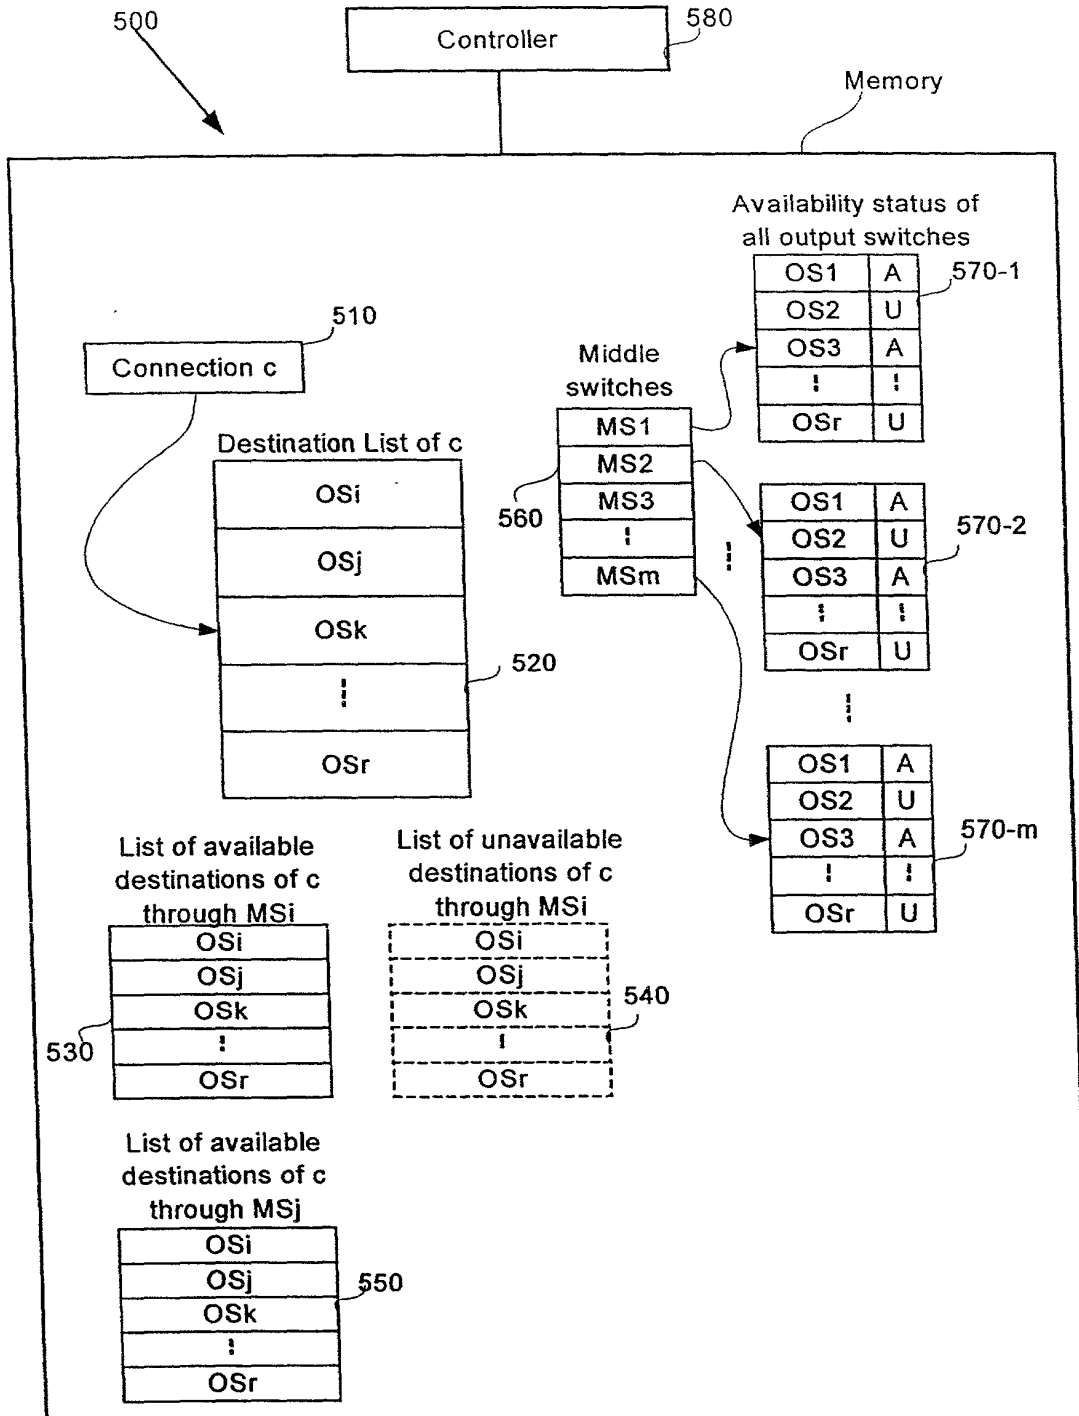 500
Controller
580
Memory
Availability status of
all output switches
OS1 A
OS2 U
OS3 A
OSr U
570-1
510
Connection c
Middle
switches
MS1
MS2
MS3
MSm
560
Destination List of c
OSi
OSj
OSk
OSr
520
OS1 A
OS2 U
OS3 A
OSr U
570-2
OS1 A
OS2 U
OS3 A
OSr U
570-m
List of available
destinations of c
through MSi
OSi
OSj
OSk
OSr
530
List of unavailable
destinations of c
through MSi
OSi
OSj
OSk
OSr
540
List of available
destinations of c
through MSj
OSi
OSj
OSk
OSr
550